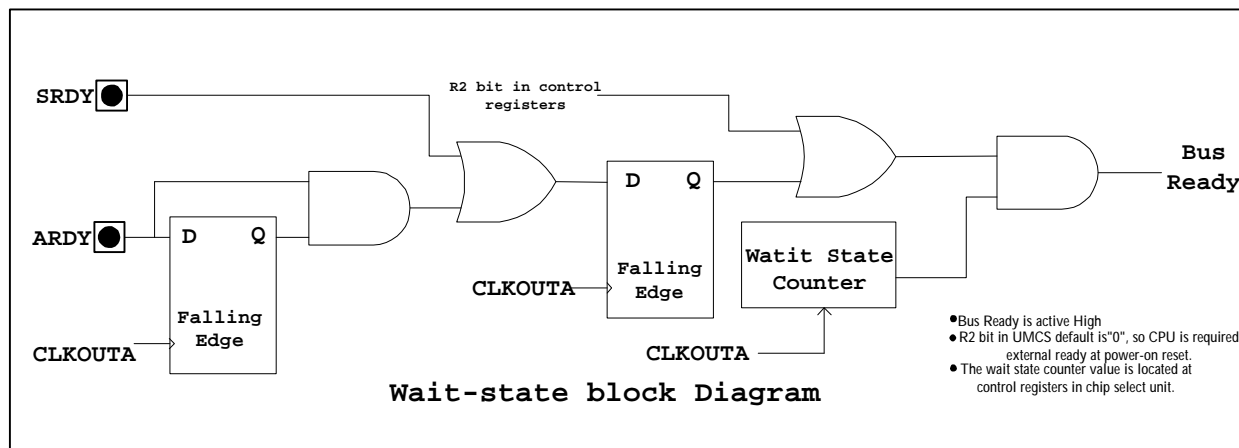 SRDY
R2 bit in control
registers
Bus
Ready
D Q
ARDY
D Q
Watit State
Counter
Falling
Edge
CLKOUTA
Falling
Edge
CLKOUTA
CLKOUTA
Wait-state block Diagram
●Bus Ready is active High
● R2 bit in UMCS default is"0", so CPU is required
external ready at power-on reset.
● The wait state counter value is located at
control registers in chip select unit.